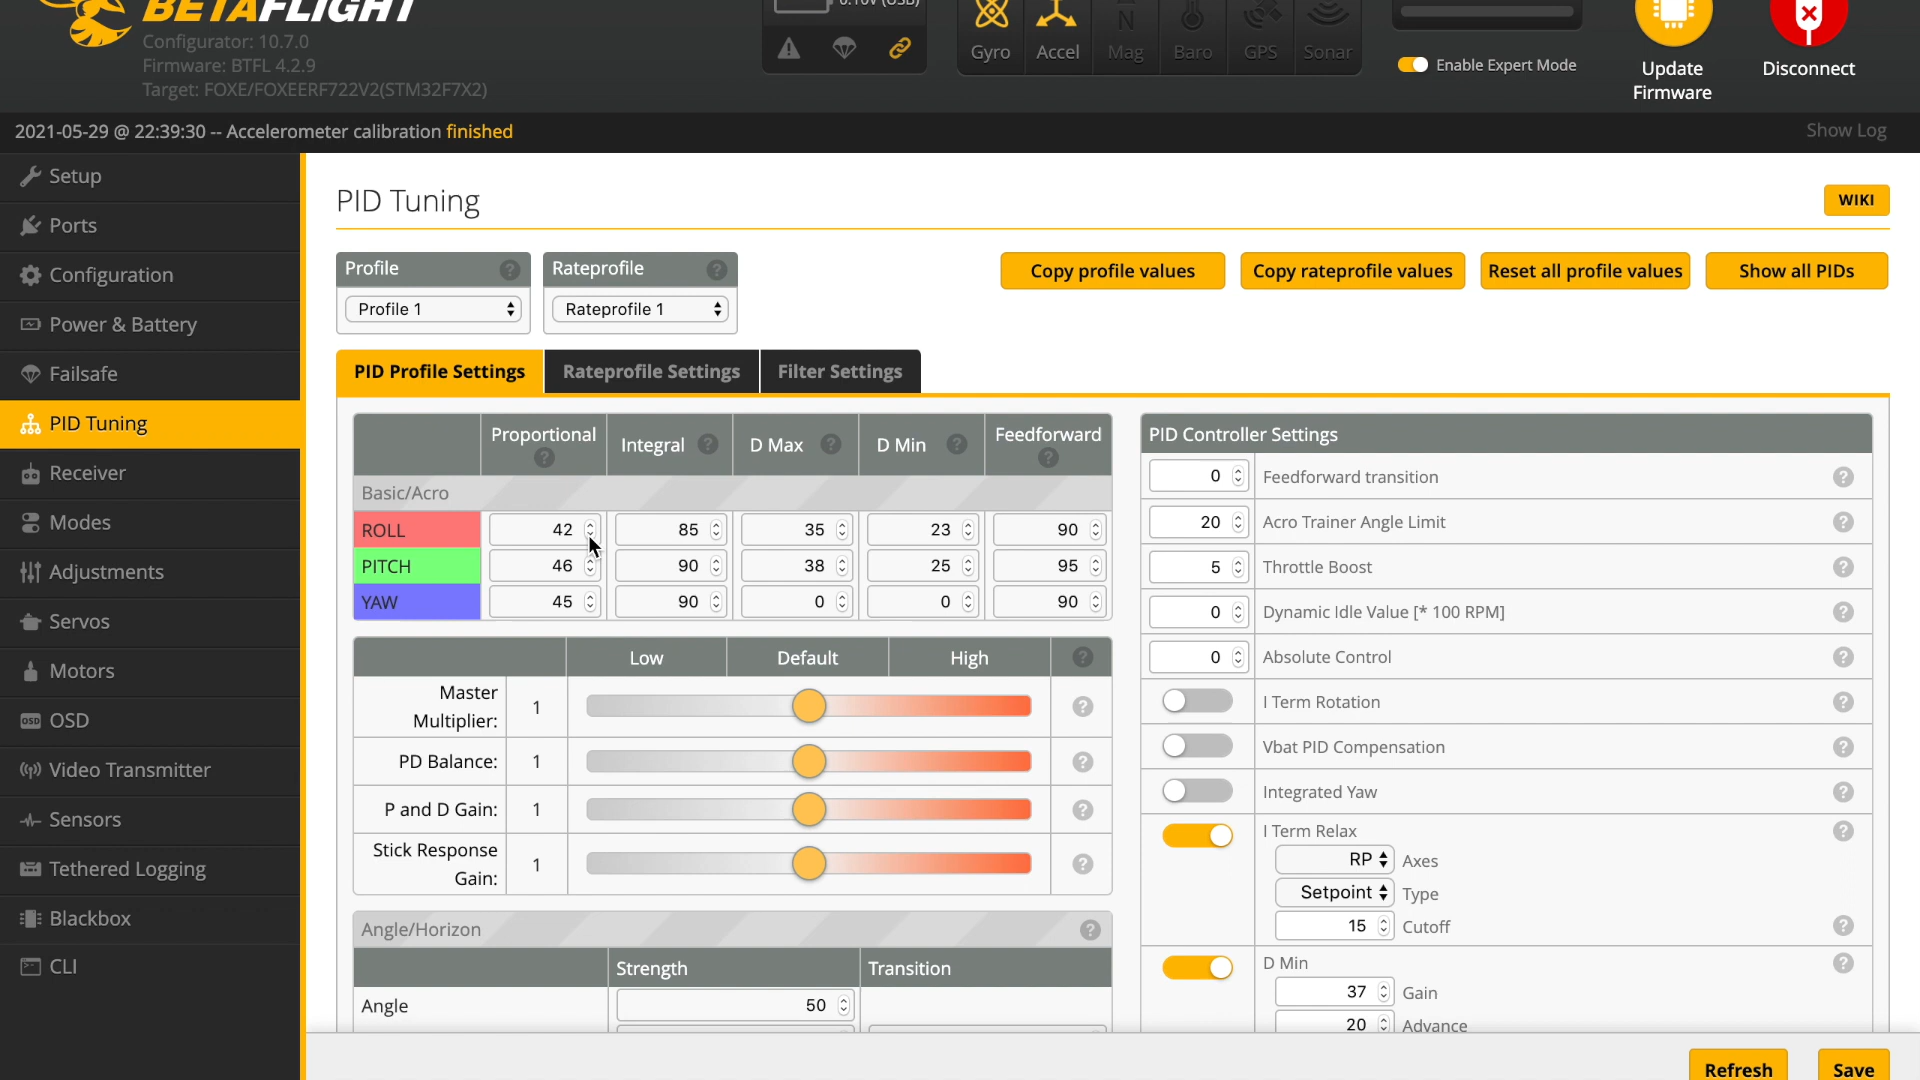 BETAFLIGHT
0.10V (USB)
Configurator: 10.7.0
Firmware: BTFL 4.2.9
Target: FOXE/FOXEERF722V2(STM32F7X2)
Gyro
Accel
Mag
Baro
GPS
Sonar
Enable Expert Mode
Update
Firmware
Disconnect
2021-05-29 @ 22:39:30 -- Accelerometer calibration finished
Show Log
Setup
Ports
Configuration
Power & Battery
Failsafe
PID Tuning
Receiver
Modes
Adjustments
Servos
Motors
OSD OSD
Video Transmitter
Sensors
Tethered Logging
Blackbox
CLI
PID Tuning
WIKI
Profile ?
Profile 1
Rateprofile ?
Rateprofile 1
Copy profile values
Copy rateprofile values
Reset all profile values
Show all PIDs
PID Profile Settings
Rateprofile Settings
Filter Settings
Proportional ?
Integral ?
D Max ?
D Min ?
Feedforward ?
Basic/Acro
ROLL 42 85 35 23 90
PITCH 46 90 38 25 95
YAW 45 90 0 0 90
Low Default High ?
Master
Multiplier: 1 ?
PD Balance: 1 ?
P and D Gain: 1 ?
Stick Response
Gain: 1 ?
Angle/Horizon ?
Strength Transition
Angle 50
PID Controller Settings
0 Feedforward transition ?
20 Acro Trainer Angle Limit ?
5 Throttle Boost ?
0 Dynamic Idle Value [* 100 RPM] ?
0 Absolute Control ?
I Term Rotation ?
Vbat PID Compensation ?
Integrated Yaw ?
I Term Relax ?
RP Axes
Setpoint Type
15 Cutoff ?
D Min ?
37 Gain
20 Advance
Refresh
Save